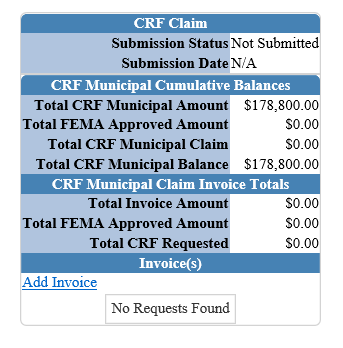 CRF Claim
Submission Status Not Submitted
Submission Date N/A
CRF Municipal Cumulative Balances
Total CRF Municipal Amount $178,800.00
Total FEMA Approved Amount $0.00
Total CRF Municipal Claim $0.00
Total CRF Municipal Balance $178,800.00
CRF Municipal Claim Invoice Totals
Total Invoice Amount $0.00
Total FEMA Approved Amount $0.00
Total CRF Requested $0.00
Invoice(s)
Add Invoice
No Requests Found